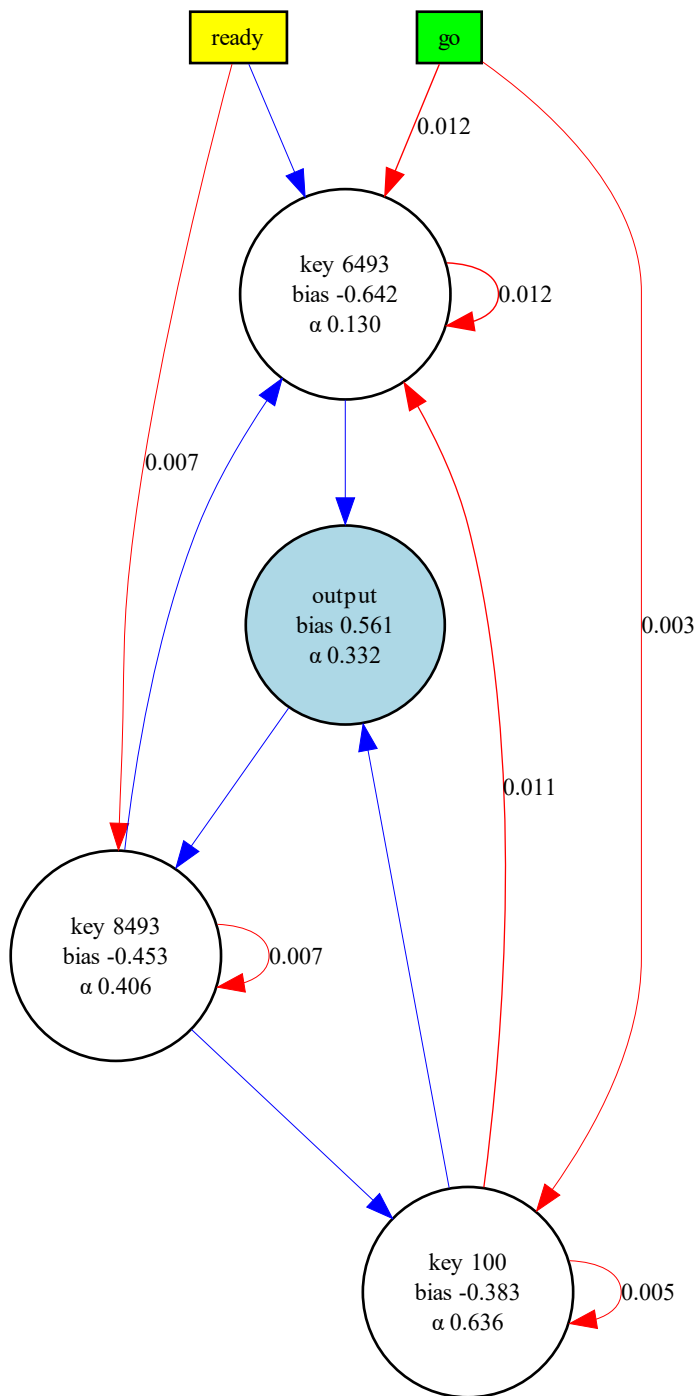 ready
go
0.012
key 6493
bias -0.642
α 0.130
0.012
0.007
output
bias 0.561
α 0.332
0.003
0.011
key 8493
bias -0.453
α 0.406
0.007
key 100
bias -0.383
α 0.636
0.005